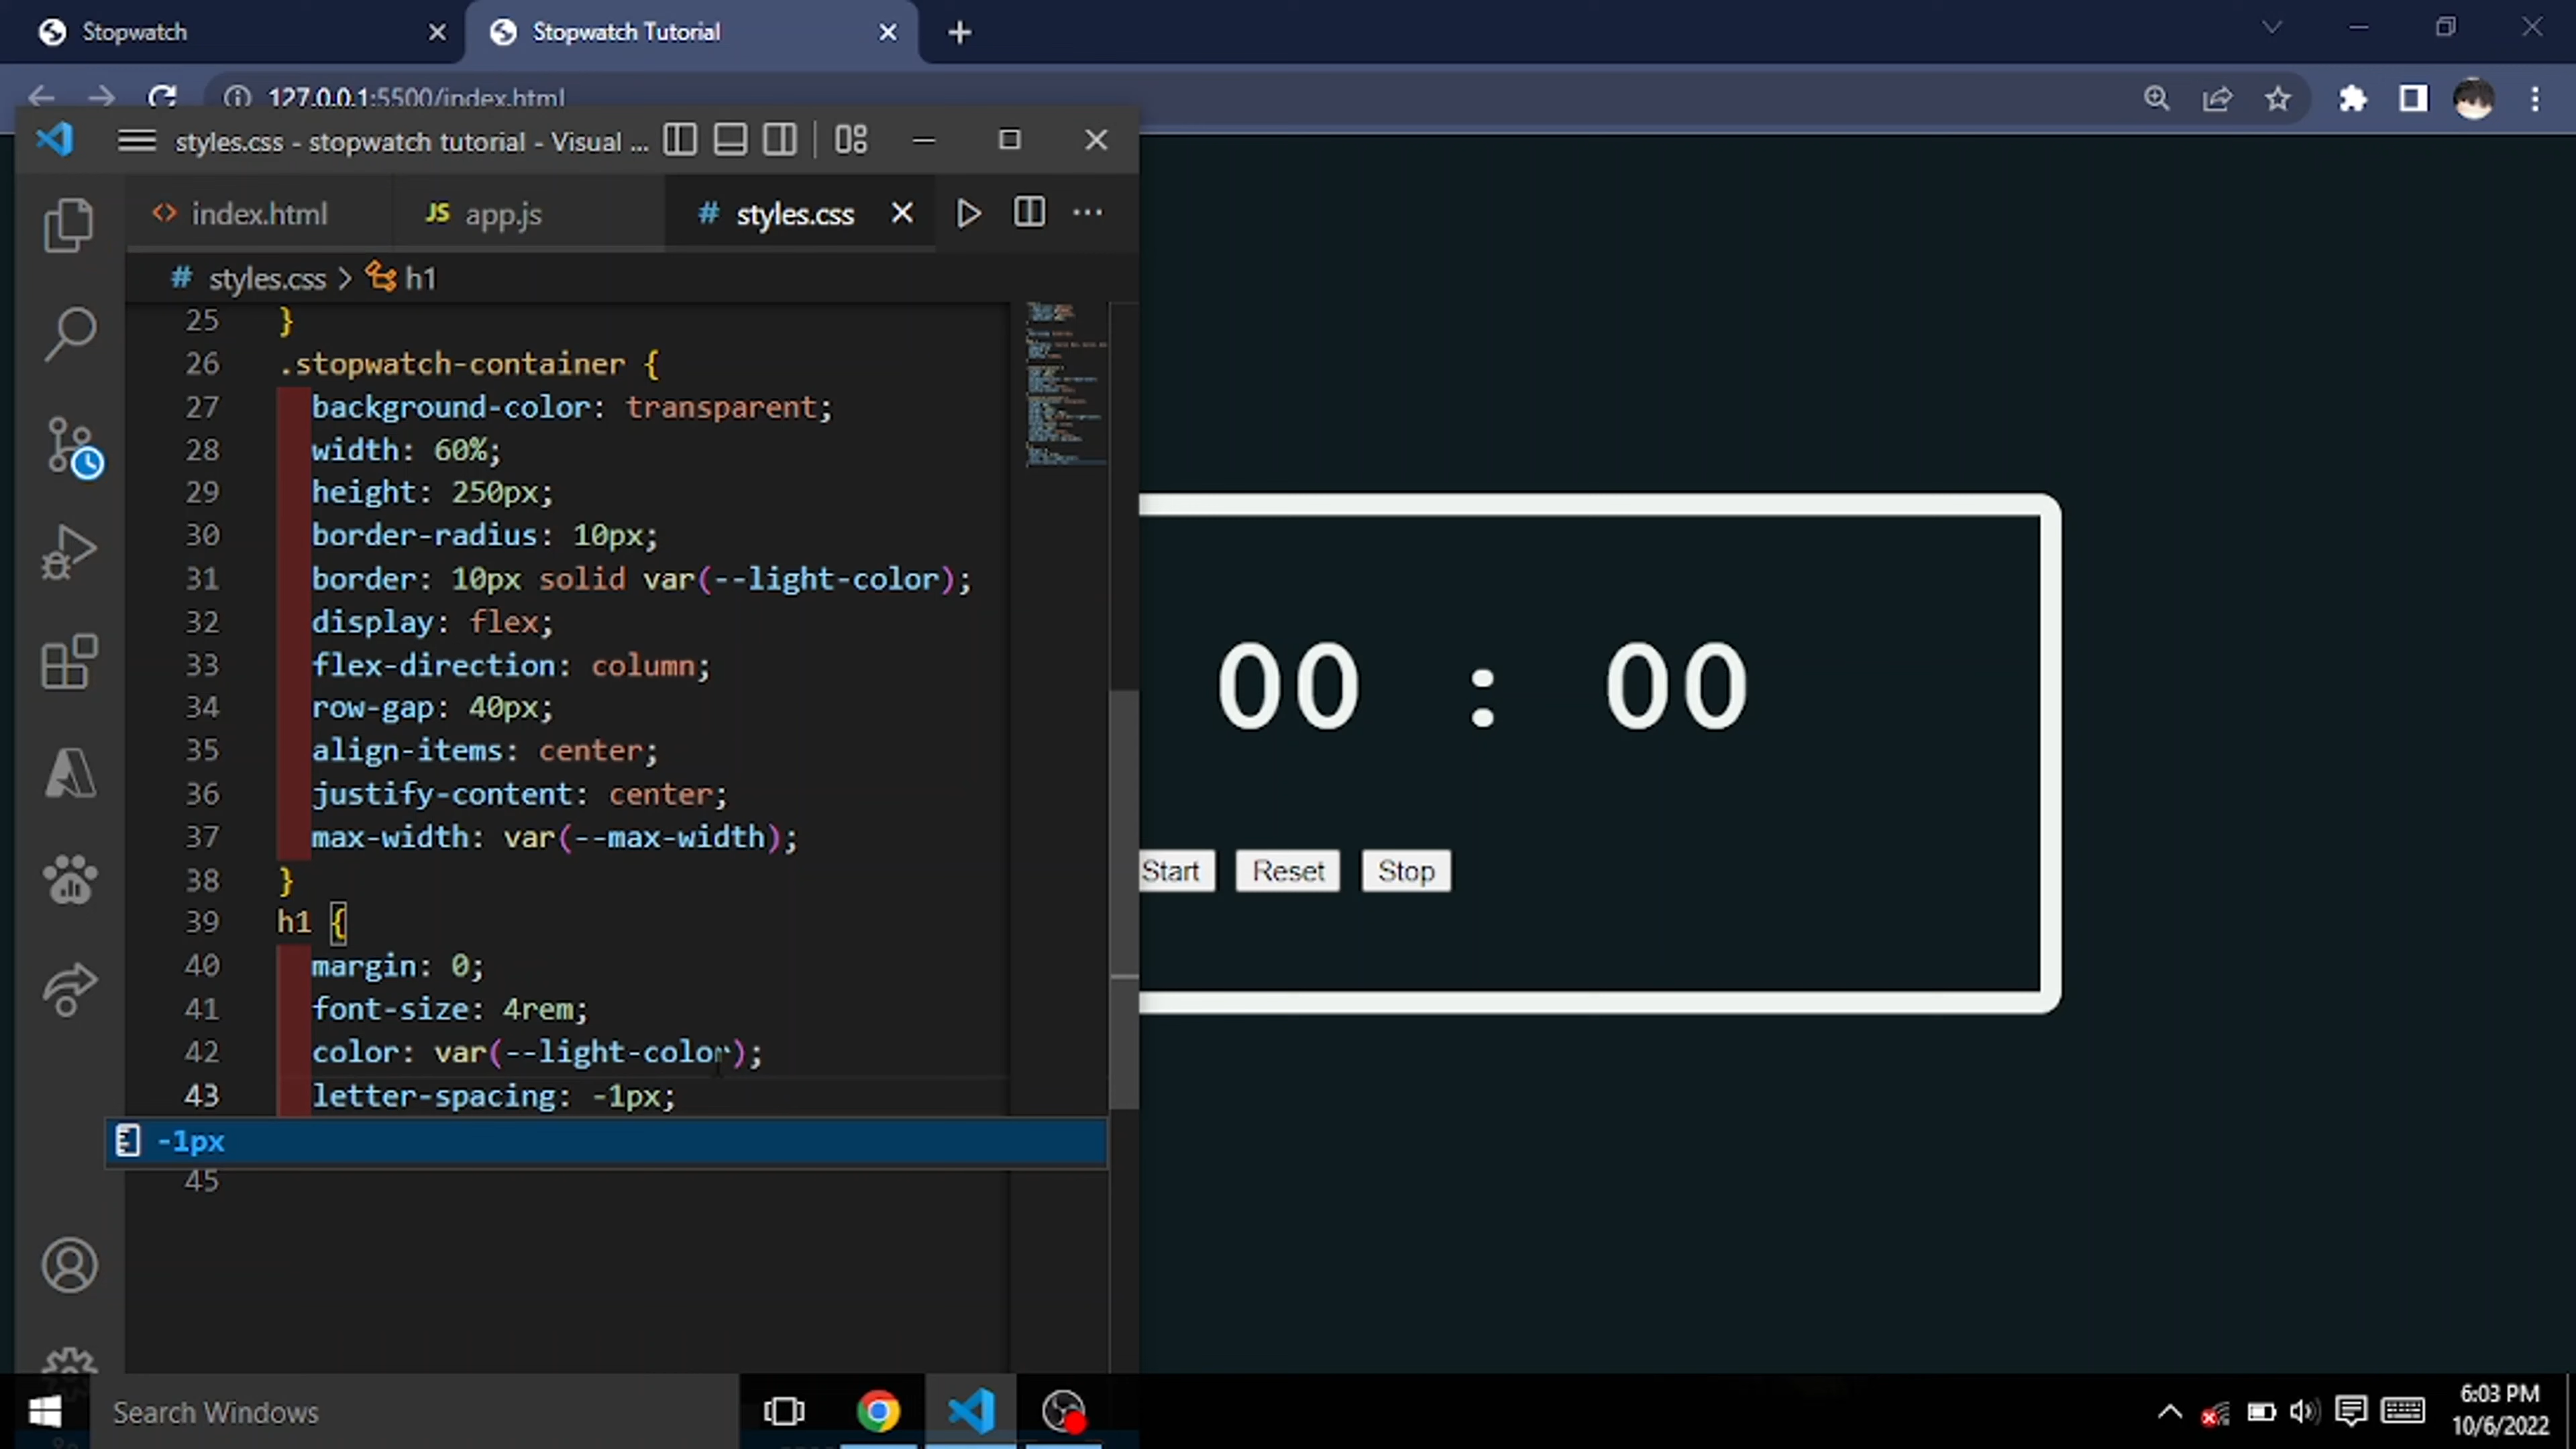 Stopwatch
Stopwatch Tutorial
127.0.0.1:5500/index.html
styles.css - stopwatch tutorial - Visual ...
index.html
JS app.js
# styles.css
# styles.css > h1
25 }
26 .stopwatch-container {
27 background-color: transparent;
28 width: 60%;
29 height: 250px;
30 border-radius: 10px;
31 border: 10px solid var(--light-color);
32 display: flex;
33 flex-direction: column;
34 row-gap: 40px;
35 align-items: center;
36 justify-content: center;
37 max-width: var(--max-width);
38 }
39 h1 {
40 margin: 0;
41 font-size: 4rem;
42 color: var(--light-color);
43 letter-spacing: -1px;
-1px
45
00 : 00
Start Reset Stop
Search Windows
6:03 PM
10/6/2022